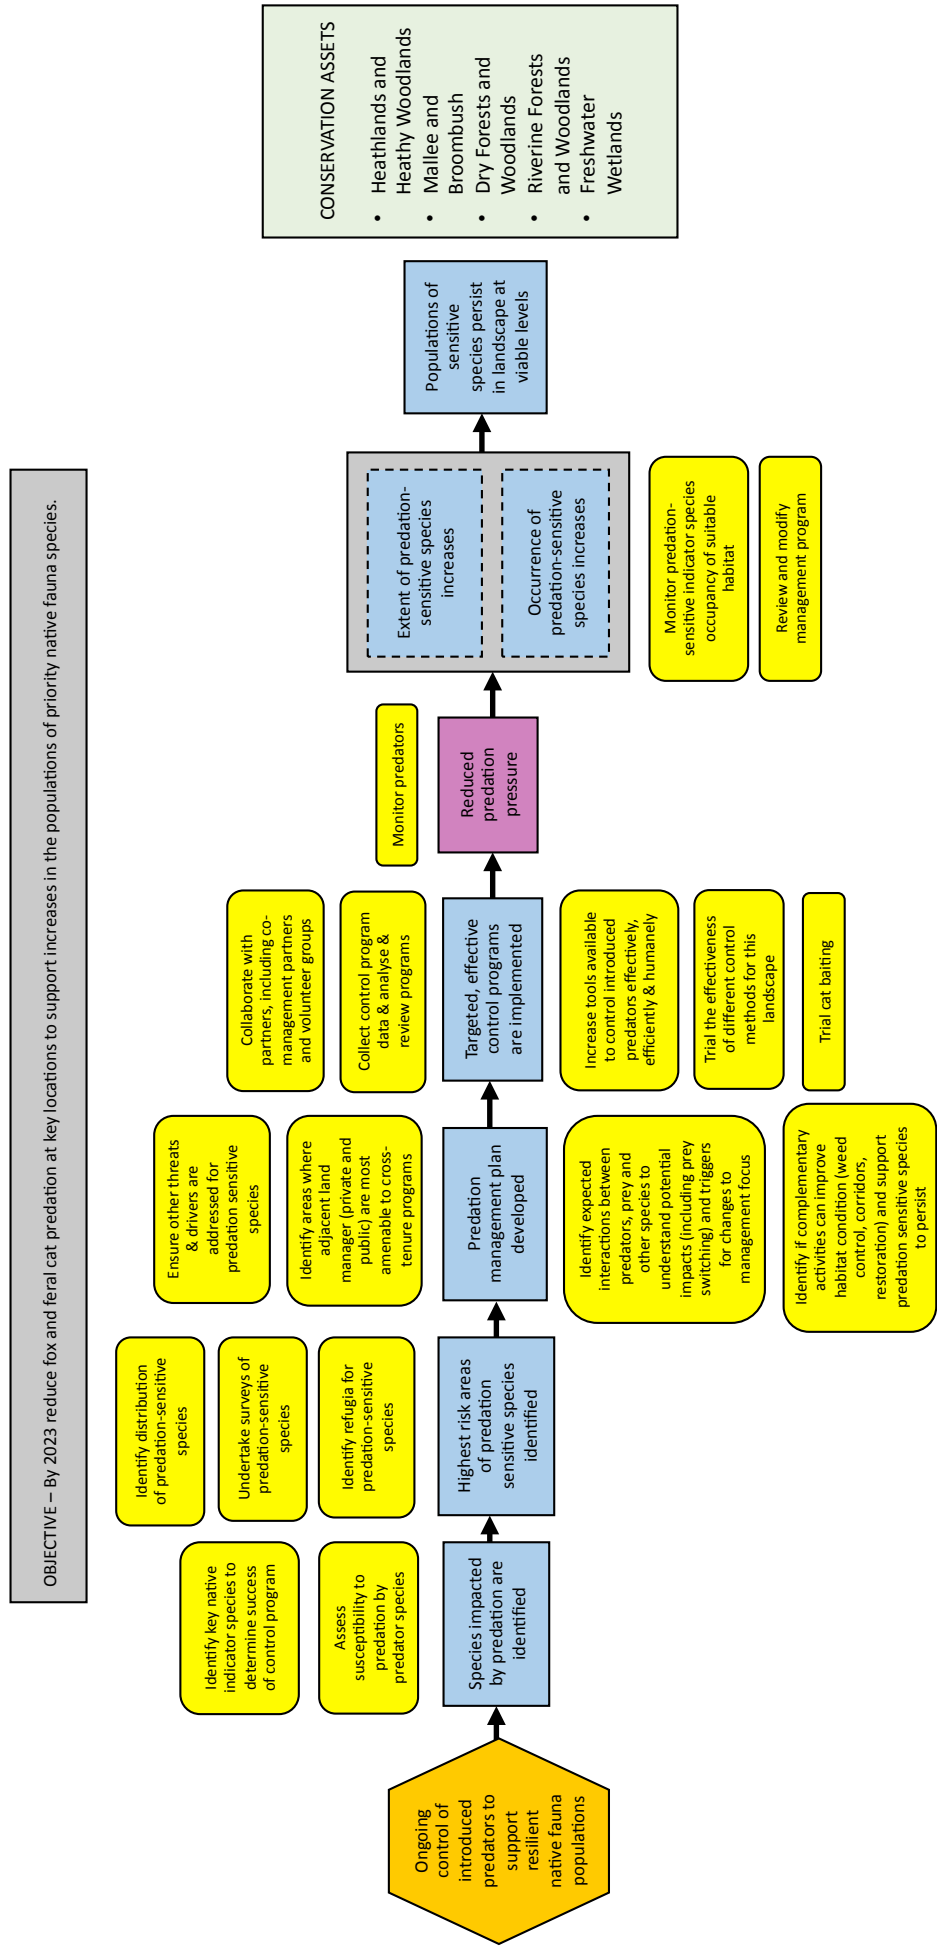 OBJECTIVE – By 2023 reduce fox and feral cat predation at key locations to support increases in the populations of priority native fauna species.
Ongoing
control of
introduced
predators to
support
resilient
native fauna
populations
Identify key native
indicator species to
determine success
of control program
Assess
susceptibility to
predation by
predator species
Species impacted
by predation are
identified
Identify distribution
of predation-sensitive
species
Undertake surveys of
predation-sensitive
species
Identify refugia for
predation-sensitive
species
Highest risk areas
of predation
sensitive species
identified
Ensure other threats
& drivers are
addressed for
predation sensitive
species
Identify areas where
adjacent land
manager (private and
public) are most
amenable to cross-
tenure programs
Predation
management plan
developed
Identify expected
interactions between
predators, prey and
other species to
understand potential
impacts (including prey
switching) and triggers
for changes to
management focus
Identify if complementary
activities can improve
habitat condition (weed
control, corridors,
restoration) and support
predation sensitive species
to persist
Collaborate with
partners, including co-
management partners
and volunteer groups
Collect control program
data & analyse &
review programs
Targeted, effective
control programs
are implemented
Increase tools available
to control introduced
predators effectively,
efficiently & humanely
Trial the effectiveness
of different control
methods for this
landscape
Trial cat baiting
Monitor predators
Reduced
predation
pressure
Extent of predation-
sensitive species
increases
Occurrence of
predation-sensitive
species increases
Monitor predation-
sensitive indicator species
occupancy of suitable
habitat
Review and modify
management program
Populations of
sensitive
species persist
in landscape at
viable levels
CONSERVATION ASSETS
• Heathlands and
Heathy Woodlands
• Mallee and
Broombush
• Dry Forests and
Woodlands
• Riverine Forests
and Woodlands
• Freshwater
Wetlands